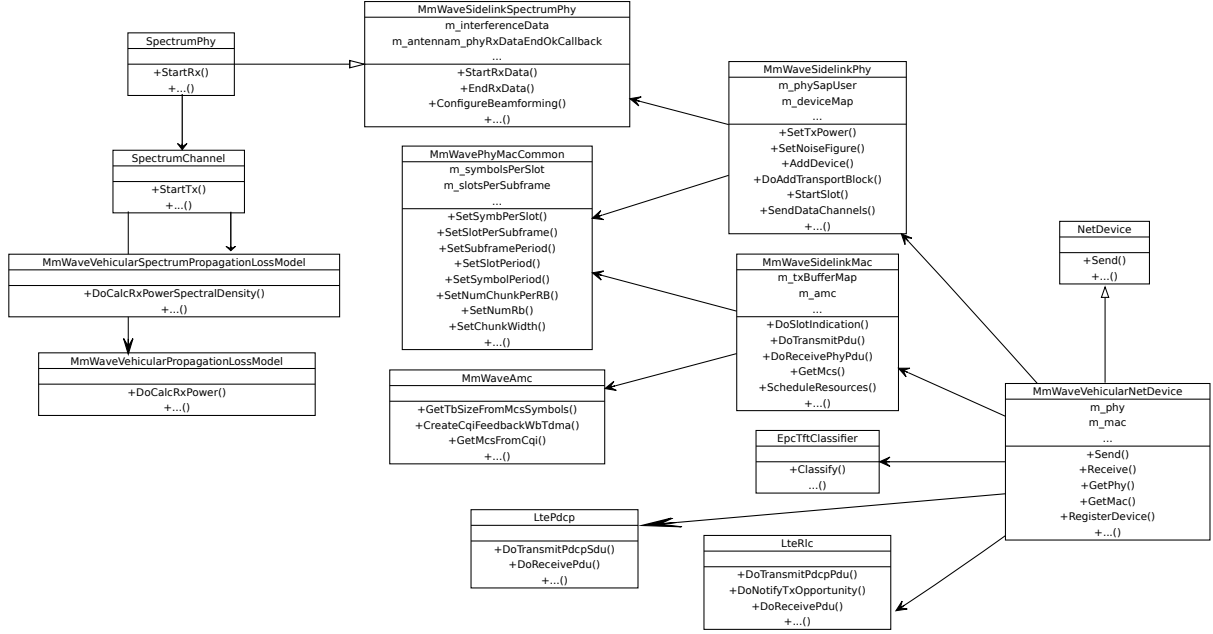 MmWaveSidelinkSpectrumPhy
m_interferenceData
m_antennam_phyRxDataEndOkCallback
...
+StartRxData()
+EndRxData()
+ConfigureBeamforming()
+...()
SpectrumPhy
+StartRx()
+...()
SpectrumChannel
+StartTx()
+...()
MmWaveVehicularSpectrumPropagationLossModel
+DoCalcRxPowerSpectralDensity()
+...()
MmWaveVehicularPropagationLossModel
+DoCalcRxPower()
+...()
MmWavePhyMacCommon
m_symbolsPerSlot
m_slotsPerSubframe
...
+SetSymbPerSlot()
+SetSlotPerSubframe()
+SetSubframePeriod()
+SetSlotPeriod()
+SetSymbolPeriod()
+SetNumChunkPerRB()
+SetNumRb()
+SetChunkWidth()
+...()
MmWaveAmc
+GetTbSizeFromMcsSymbols()
+CreateCqiFeedbackWbTdma()
+GetMcsFromCqi()
+...()
MmWaveSidelinkPhy
m_phySapUser
m_deviceMap
...
+SetTxPower()
+SetNoiseFigure()
+AddDevice()
+DoAddTransportBlock()
+StartSlot()
+SendDataChannels()
+...()
MmWaveSidelinkMac
m_txBufferMap
m_amc
...
+DoSlotIndication()
+DoTransmitPdu()
+DoReceivePhyPdu()
+GetMcs()
+ScheduleResources()
+...()
EpcTftClassifier
+Classify()
...()
LtePdcp
+DoTransmitPdcpSdu()
+DoReceivePdu()
+...()
LteRlc
+DoTransmitPdcpPdu()
+DoNotifyTxOpportunity()
+DoReceivePdu()
+...()
NetDevice
+Send()
+...()
MmWaveVehicularNetDevice
m_phy
m_mac
...
+Send()
+Receive()
+GetPhy()
+GetMac()
+RegisterDevice()
+...()